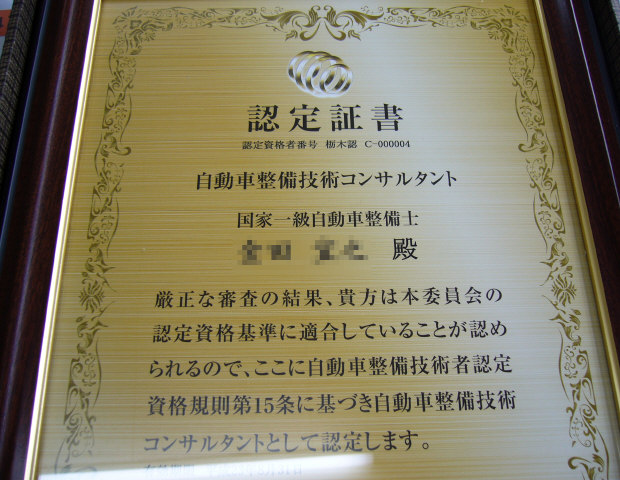 認定証書
認定資格者番号 栃木認 C-000004
自動車整備技術コンサルタント
国家一級自動車整備士
殿
厳正な審査の結果、貴方は本委員会の
認定資格基準に適合していることが認め
られるので、ここに自動車整備技術者認定
資格規則第15条に基づき自動車整備技術
コンサルタントとして認定します。